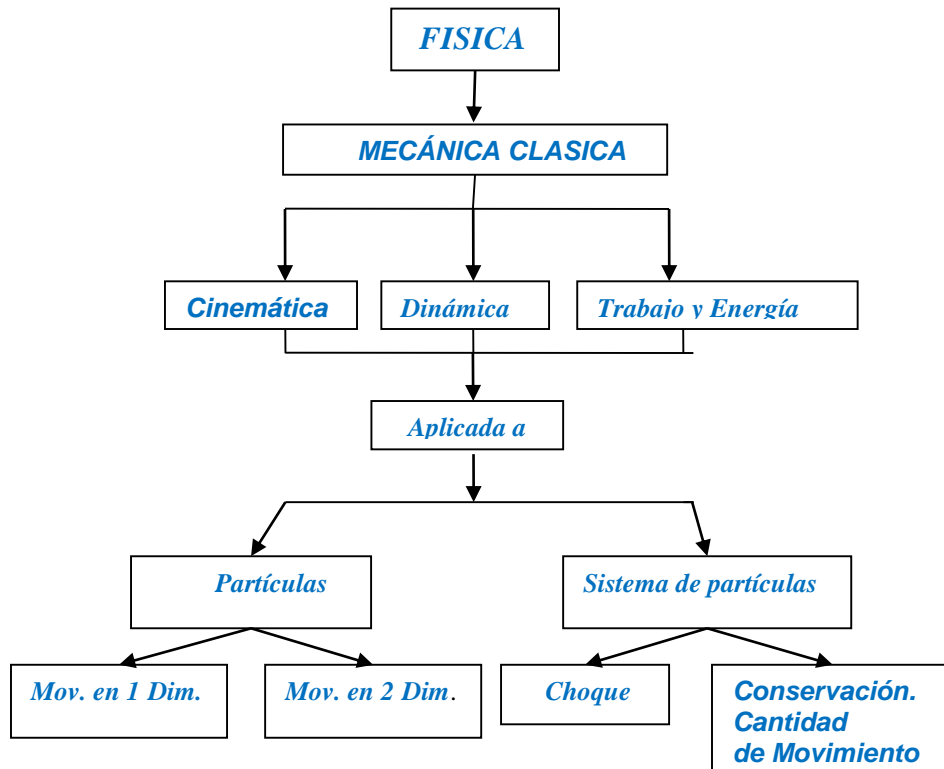 FISICA
MECÁNICA CLASICA
Cinemática
Dinámica
Trabajo y Energía
Aplicada a
Partículas
Sistema de partículas
Mov. en 1 Dim.
Mov. en 2 Dim.
Choque
Conservación.
Cantidad
de Movimiento